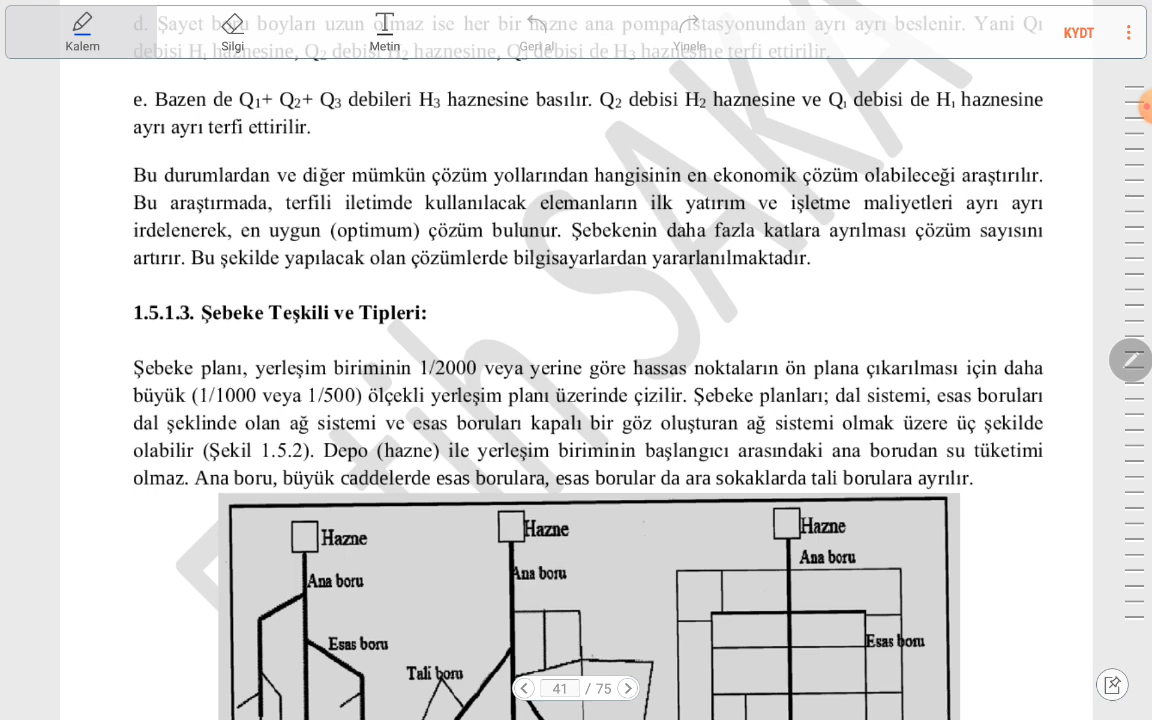 d. Şayet boru boyları uzun olmaz ise her bir hazne ana pompa istasyonundan ayrı ayrı beslenir. Yani Q₁
debisi H₁ haznesine, Q₂ debisi H₂ haznesine, Q₃ debisi de H₃ haznesine terfi ettirilir.
Kalem
Silgi
Metin
Geri al
Yinele
KYDT
e. Bazen de Q₁+ Q₂+ Q₃ debileri H₃ haznesine basılır. Q₂ debisi H₂ haznesine ve Q₁ debisi de H₁ haznesine
ayrı ayrı terfi ettirilir.
Bu durumlardan ve diğer mümkün çözüm yollarından hangisinin en ekonomik çözüm olabileceği araştırılır.
Bu araştırmada, terfili iletimde kullanılacak elemanların ilk yatırım ve işletme maliyetleri ayrı ayrı
irdelenerek, en uygun (optimum) çözüm bulunur. Şebekenin daha fazla katlara ayrılması çözüm sayısını
artırır. Bu şekilde yapılacak olan çözümlerde bilgisayarlardan yararlanılmaktadır.
1.5.1.3. Şebeke Teşkili ve Tipleri:
Şebeke planı, yerleşim biriminin 1/2000 veya yerine göre hassas noktaların ön plana çıkarılması için daha
büyük (1/1000 veya 1/500) ölçekli yerleşim planı üzerinde çizilir. Şebeke planları; dal sistemi, esas boruları
dal şeklinde olan ağ sistemi ve esas boruları kapalı bir göz oluşturan ağ sistemi olmak üzere üç şekilde
olabilir (Şekil 1.5.2). Depo (hazne) ile yerleşim biriminin başlangıcı arasındaki ana borudan su tüketimi
olmaz. Ana boru, büyük caddelerde esas borulara, esas borular da ara sokaklarda tali borulara ayrılır.
Hazne
Ana boru
Esas boru
Hazne
Ana boru
Tali boru
Hazne
Ana boru
Esas boru
41 / 75